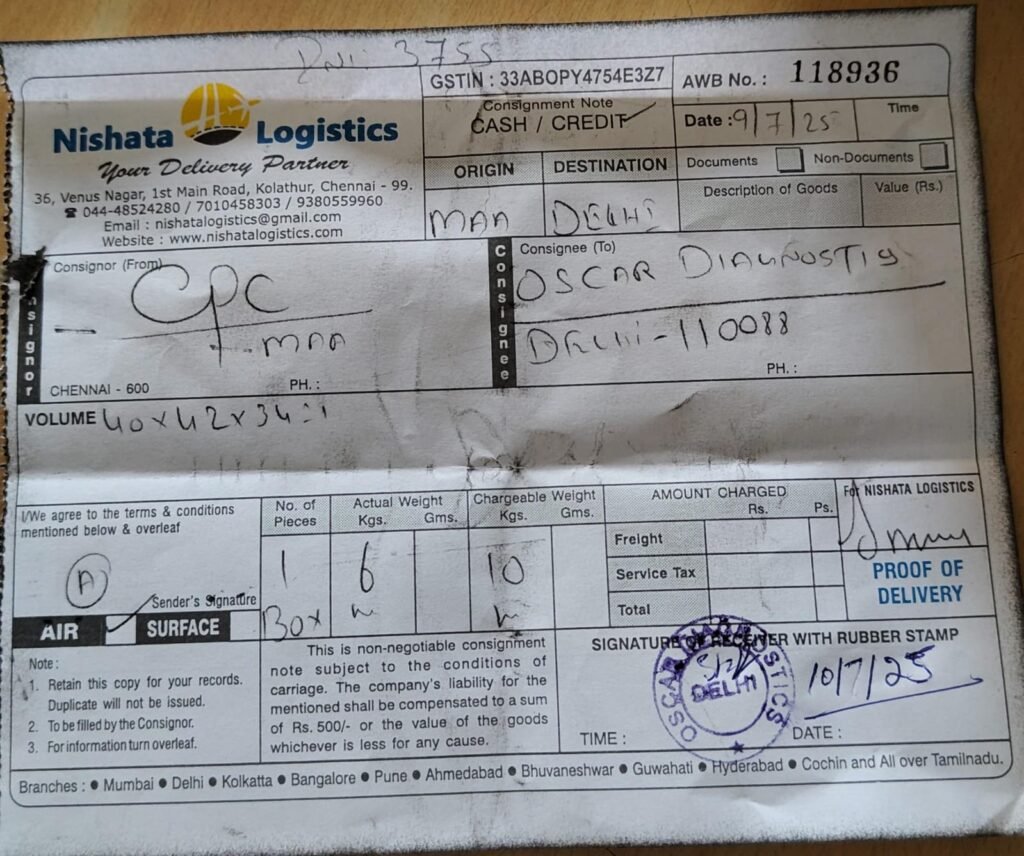 3755
GSTIN : 33ABOPY4754E3Z7
AWB No. : 118936
Nishata Logistics
Your Delivery Partner
36, Venus Nagar, 1st Main Road, Kolathur, Chennai - 99.
☎ 044-48524280 / 7010458303 / 9380559960
Email : nishatalogistics@gmail.com
Website : www.nishatalogistics.com
Consignment Note
CASH / CREDIT ✓
Date : 9/7/25
Time
ORIGIN
DESTINATION
Documents
Non-Documents
MAA
DELHI
Description of Goods
Value (Rs.)
Consignor (From)
CPC
MAA
CHENNAI - 600
PH. :
Consignee
Consignee (To)
OSCAR DIAGNOSTIS
DELHI-110088
PH. :
VOLUME 40x42x34=1
I/We agree to the terms & conditions
mentioned below & overleaf
A
Sender's Signature
AIR ✓ SURFACE
No. of Pieces
Actual Weight
Kgs. Gms.
Chargeable Weight
Kgs. Gms.
AMOUNT CHARGED
Rs. Ps.
1 6 10
Box
Freight
Service Tax
Total
For NISHATA LOGISTICS
PROOF OF
DELIVERY
Note :
1. Retain this copy for your records.
Duplicate will not be issued.
2. To be filled by the Consignor.
3. For information turn overleaf.
This is non-negotiable consignment
note subject to the conditions of
carriage. The company's liability for the
mentioned shall be compensated to a sum
of Rs. 500/- or the value of the goods
whichever is less for any cause.
SIGNATURE OF RECEIVER WITH RUBBER STAMP
OSCAR DIAGNOSTICS
DELHI
10/7/25
TIME :
DATE :
Branches : ● Mumbai ● Delhi ● Kolkatta ● Bangalore ● Pune ● Ahmedabad ● Bhuvaneshwar ● Guwahati ● Hyderabad ● Cochin and All over Tamilnadu.